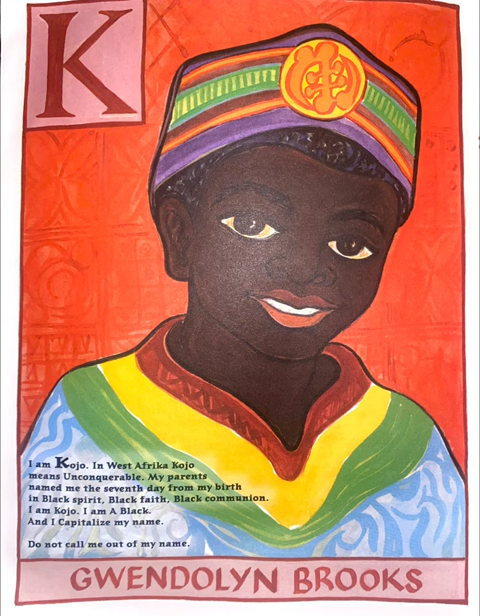 K
I am Kojo. In West Afrika Kojo
means Unconquerable. My parents
named me the seventh day from my birth
in Black spirit, Black faith, Black communion.
I am Kojo. I am A Black.
And I Capitalize my name.
Do not call me out of my name.
GWENDOLYN BROOKS